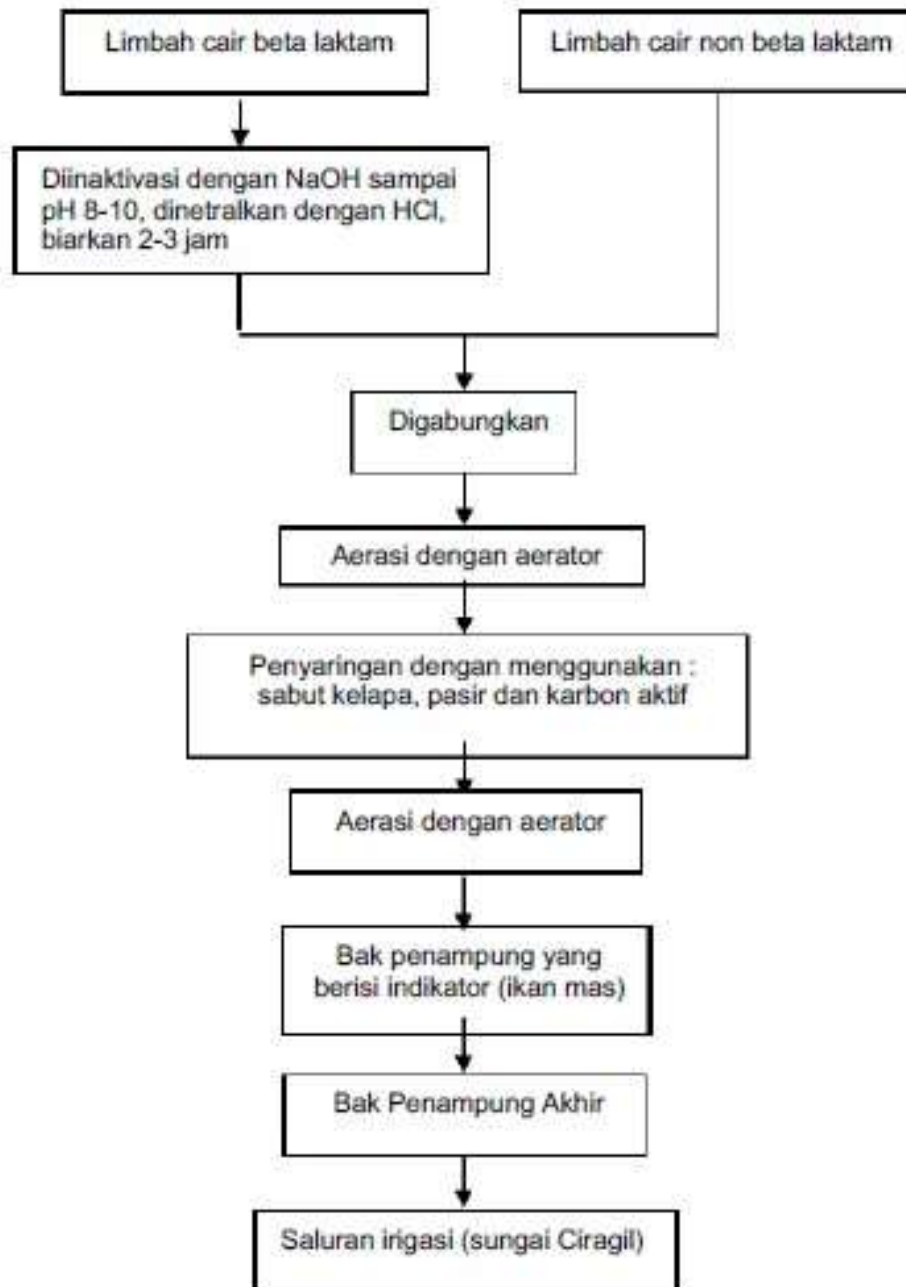 Limbah cair beta laktam
Limbah cair non beta laktam
Diinaktivasi dengan NaOH sampai
pH 8-10, dinetralkan dengan HCl,
biarkan 2-3 jam
Digabungkan
Aerasi dengan aerator
Penyaringan dengan menggunakan :
sabut kelapa, pasir dan karbon aktif
Aerasi dengan aerator
Bak penampung yang
berisi indikator (ikan mas)
Bak Penampung Akhir
Saluran irigasi (sungai Ciragil)